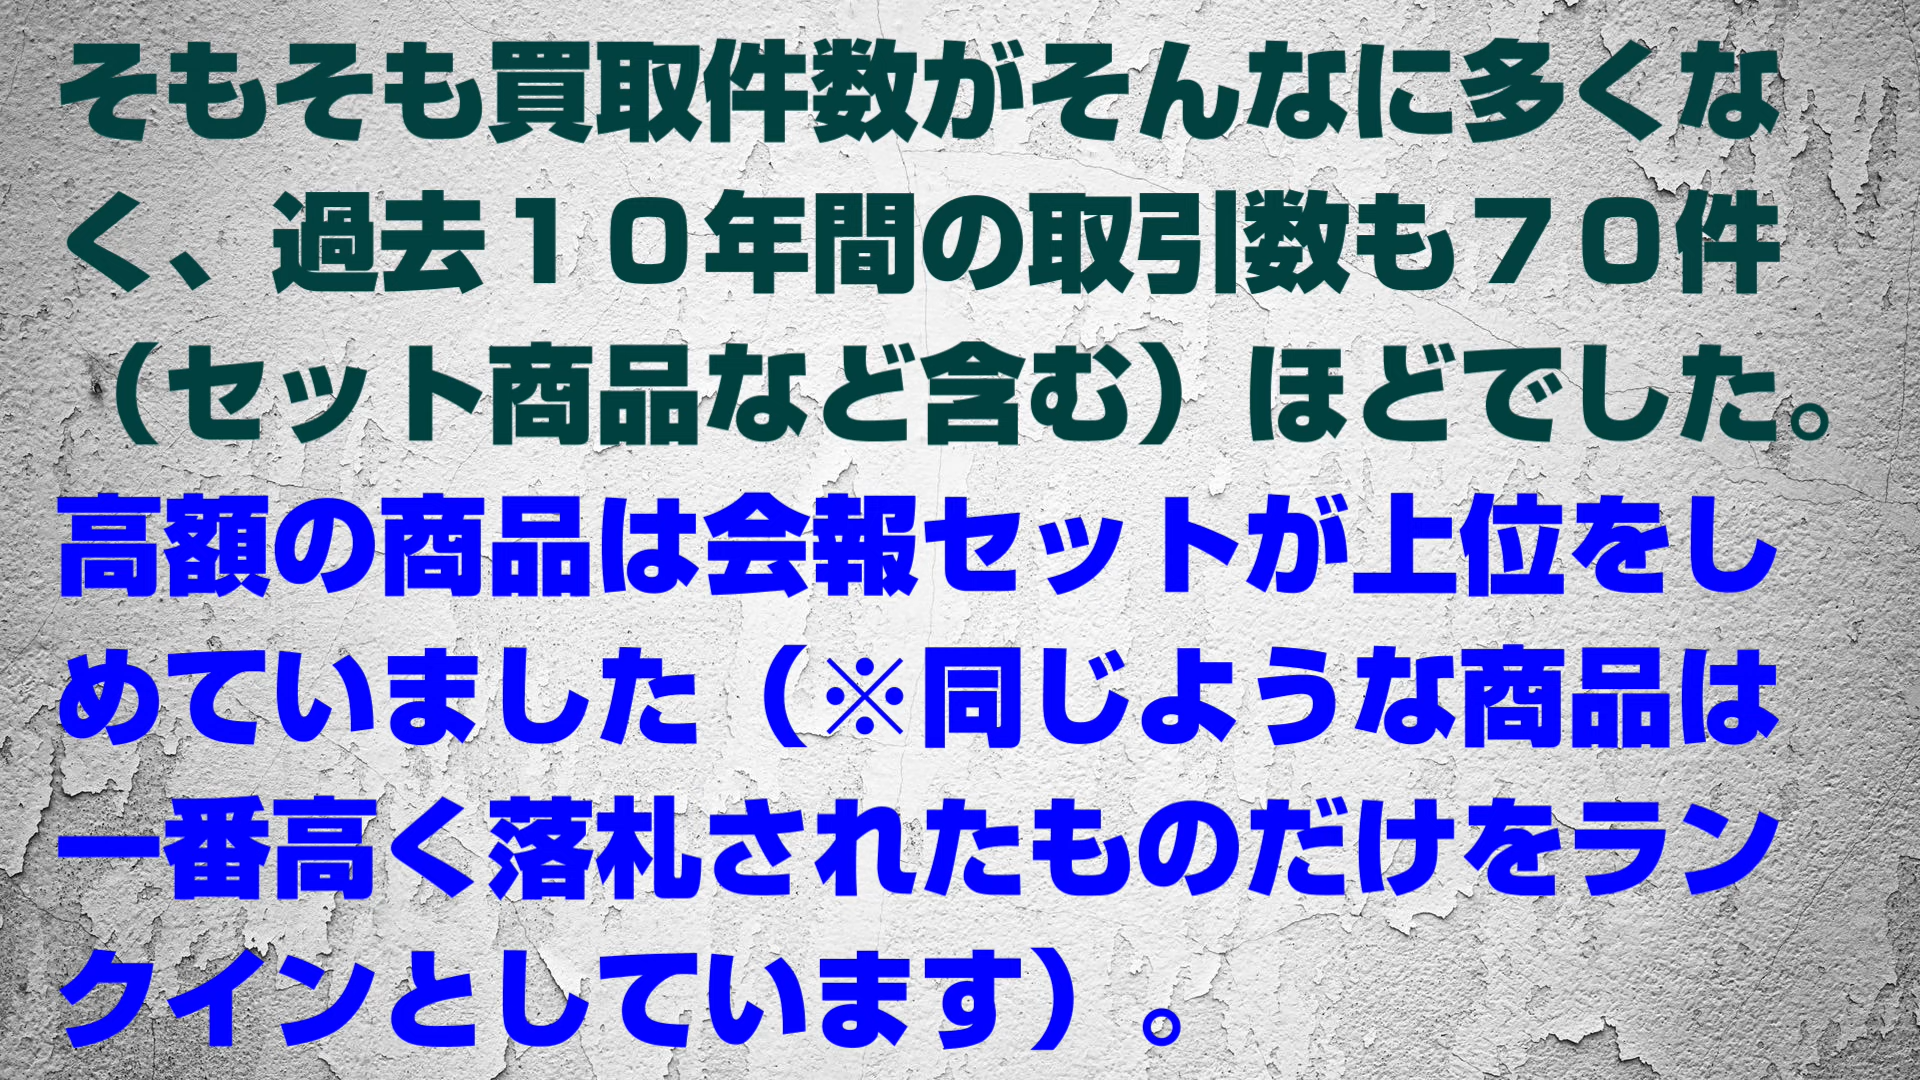 そもそも買取件数がそんなに多くな
く、過去１０年間の取引数も７０件
（セット商品など含む）ほどでした。
高額の商品は会報セットが上位をし
めていました（※同じような商品は
一番高く落札されたものだけをラン
クインとしています）。